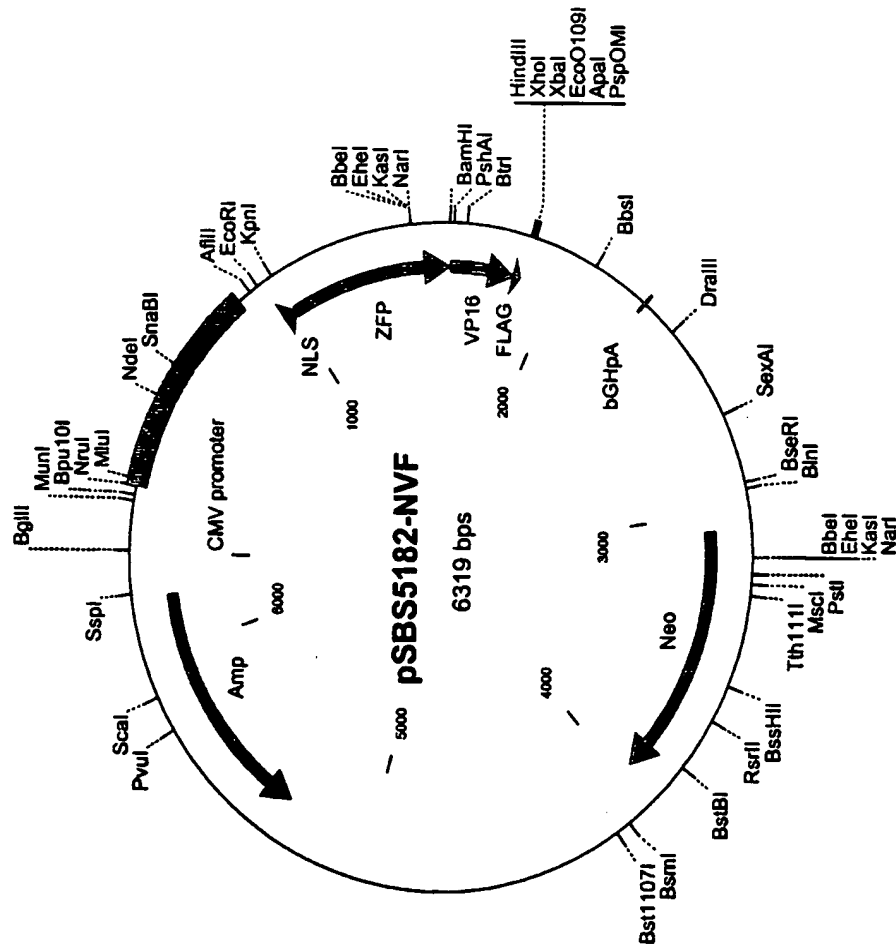 pSBS5182-NVF
6319 bps
BglII
MunI
Bpu10I
NruI
MluI
NdeI
SnaBI
AflII
EcoRI
KpnI
BbeI
EheI
KasI
NarI
BamHI
PshAI
BtrI
HindIII
XhoI
XbaI
EcoO109I
ApaI
PspOMI
BbsI
DraIII
SexAI
BseRI
BlnI
BbeI
EheI
KasI
NarI
PstI
MscI
Tth111I
BssHII
RsrII
BstBI
BsmI
Bst1107I
PvuI
ScaI
SspI
CMV promoter
NLS
ZFP
VP16
FLAG
bGHpA
Neo
Amp
1000
2000
3000
4000
5000
6000